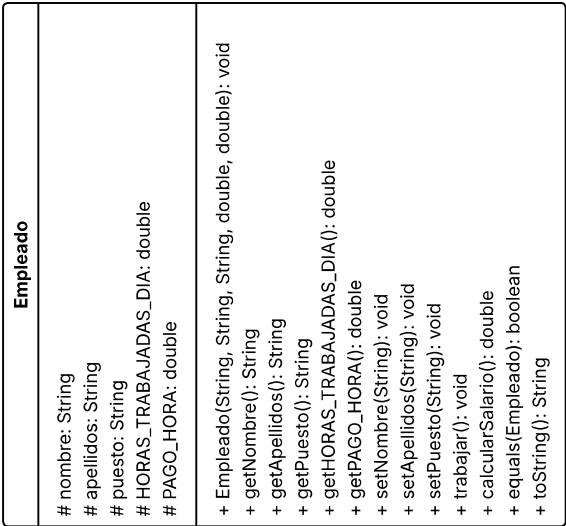 Empleado
# nombre: String
# apellidos: String
# puesto: String
# HORAS_TRABAJADAS_DIA: double
# PAGO_HORA: double
+ Empleado(String, String, String, double, double): void
+ getNombre(): String
+ getApellidos(): String
+ getPuesto(): String
+ getHORAS_TRABAJADAS_DIA(): double
+ getPAGO_HORA(): double
+ setNombre(String): void
+ setApellidos(String): void
+ setPuesto(String): void
+ trabajar(): void
+ calcularSalario(): double
+ equals(Empleado): boolean
+ toString(): String